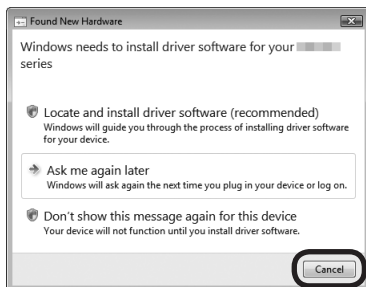 Found New Hardware
Windows needs to install driver software for your
series
Locate and install driver software (recommended)
Windows will guide you through the process of installing driver software
for your device.
Ask me again later
Windows will ask again the next time you plug in your device or log on.
Don't show this message again for this device
Your device will not function until you install driver software.
Cancel